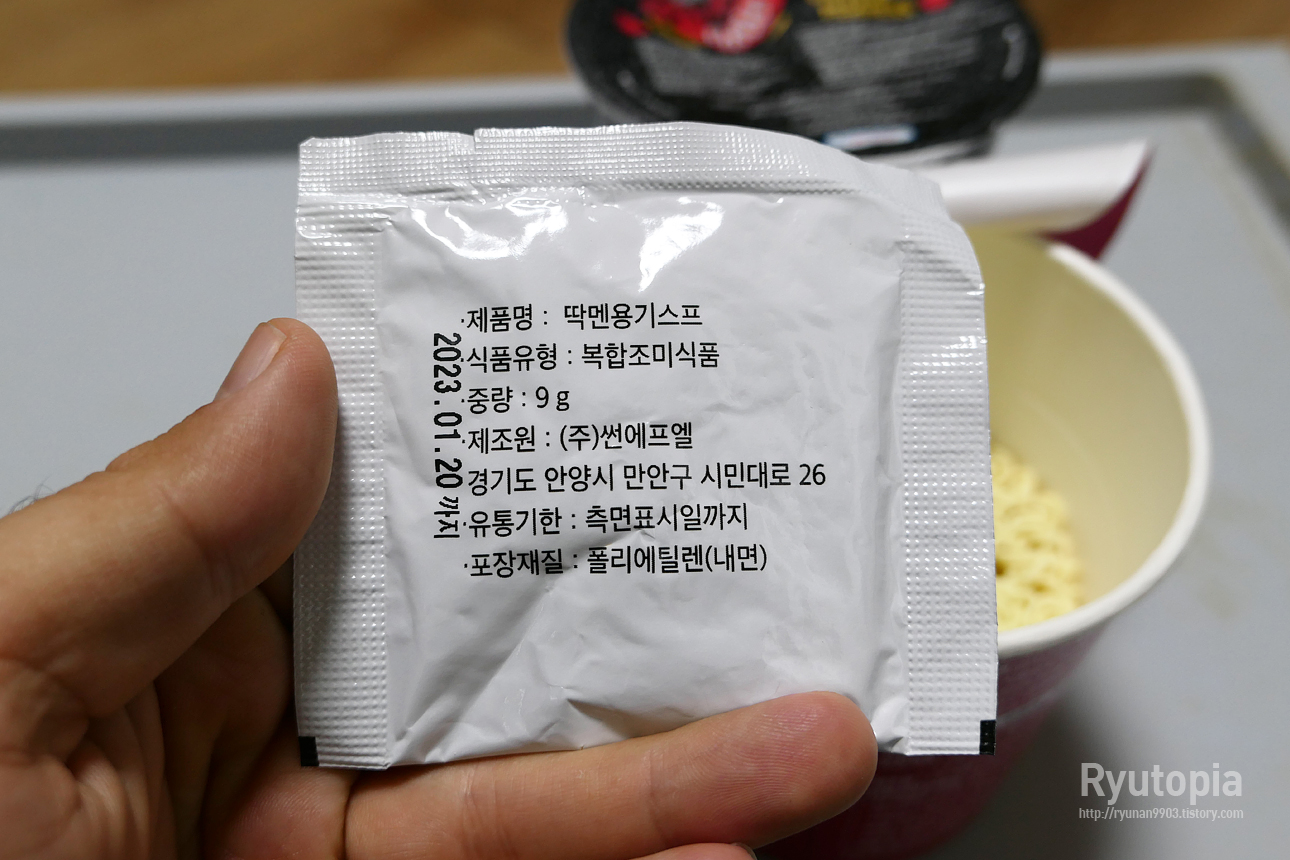 ·제품명 : 딱멘용기스프
·식품유형 : 복합조미식품
·중량 : 9 g
·제조원 : (주)썬에프엘
경기도 안양시 만안구 시민대로 26
·유통기한 : 측면표시일까지
·포장재질 : 폴리에틸렌(내면)
2023.01.20 까지
Ryutopia
http://ryunan9903.tistory.com